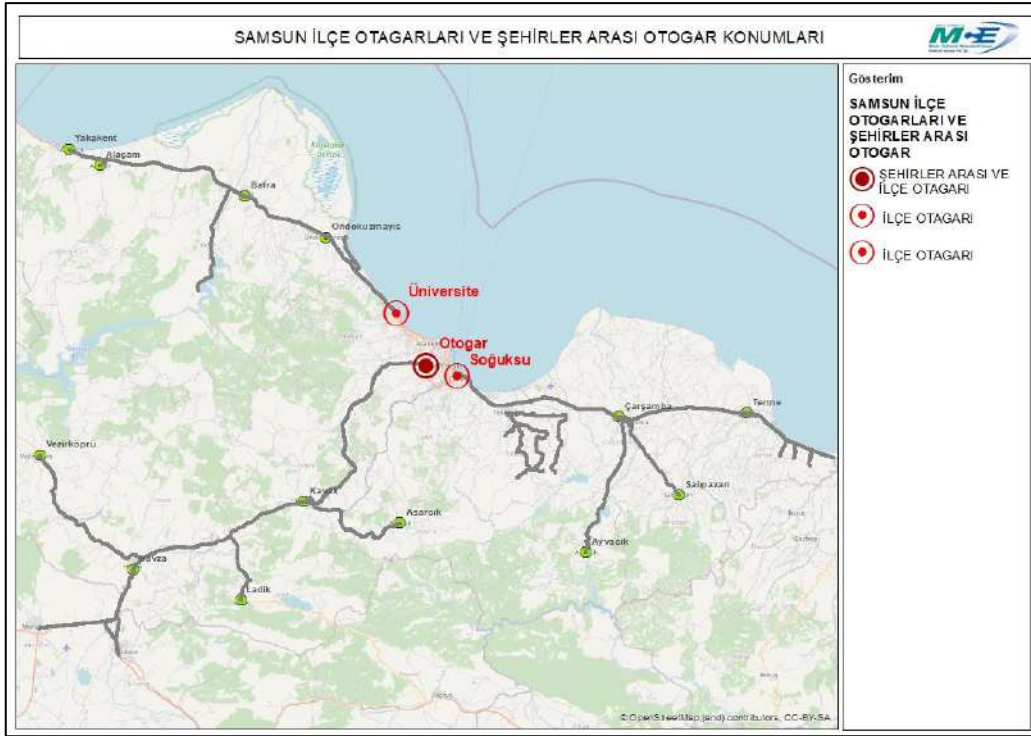 SAMSUN İLÇE OTAGARLARI VE ŞEHİRLER ARASI OTOGAR KONUMLARI
Gösterim
SAMSUN İLÇE
OTOGARLARI VE
ŞEHİRLER ARASI
OTOGAR
ŞEHİRLER ARASI VE
İLÇE OTAGARI
İLÇE OTAGARI
İLÇE OTAGARI
Yakakent
Alaçam
Bafra
Ondokuzmayıs
Üniversite
Otogar
Soğuksu
Çarşamba
Terme
Vezirköprü
Kavak
Salıpazarı
Asarcık
Ayvacık
Havza
Ladik
© OpenStreetMap (and) contributors, CC-BY-SA